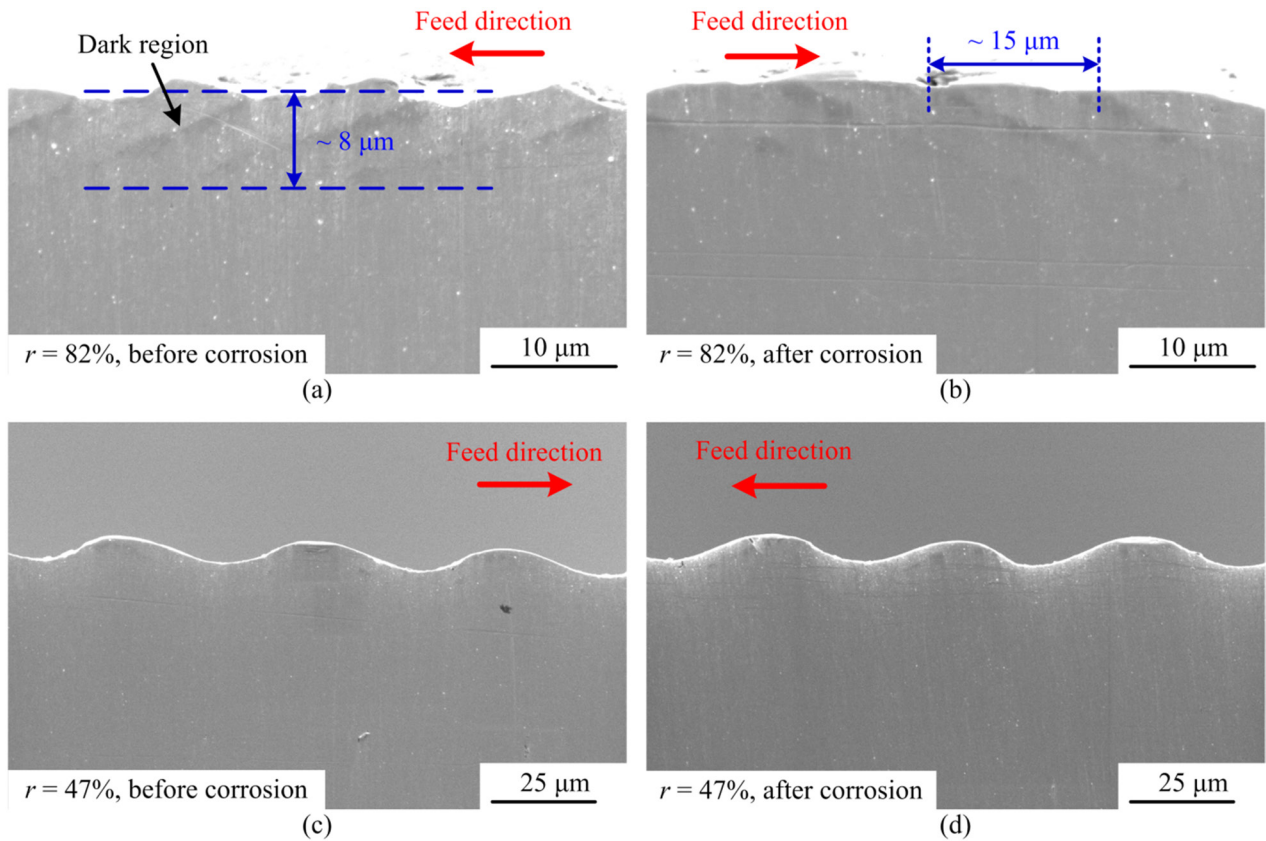 Dark region
Feed direction
~ 8 μm
r = 82%, before corrosion
10 μm
(a)
Feed direction
~ 15 μm
r = 82%, after corrosion
10 μm
(b)
Feed direction
r = 47%, before corrosion
25 μm
(c)
Feed direction
r = 47%, after corrosion
25 μm
(d)